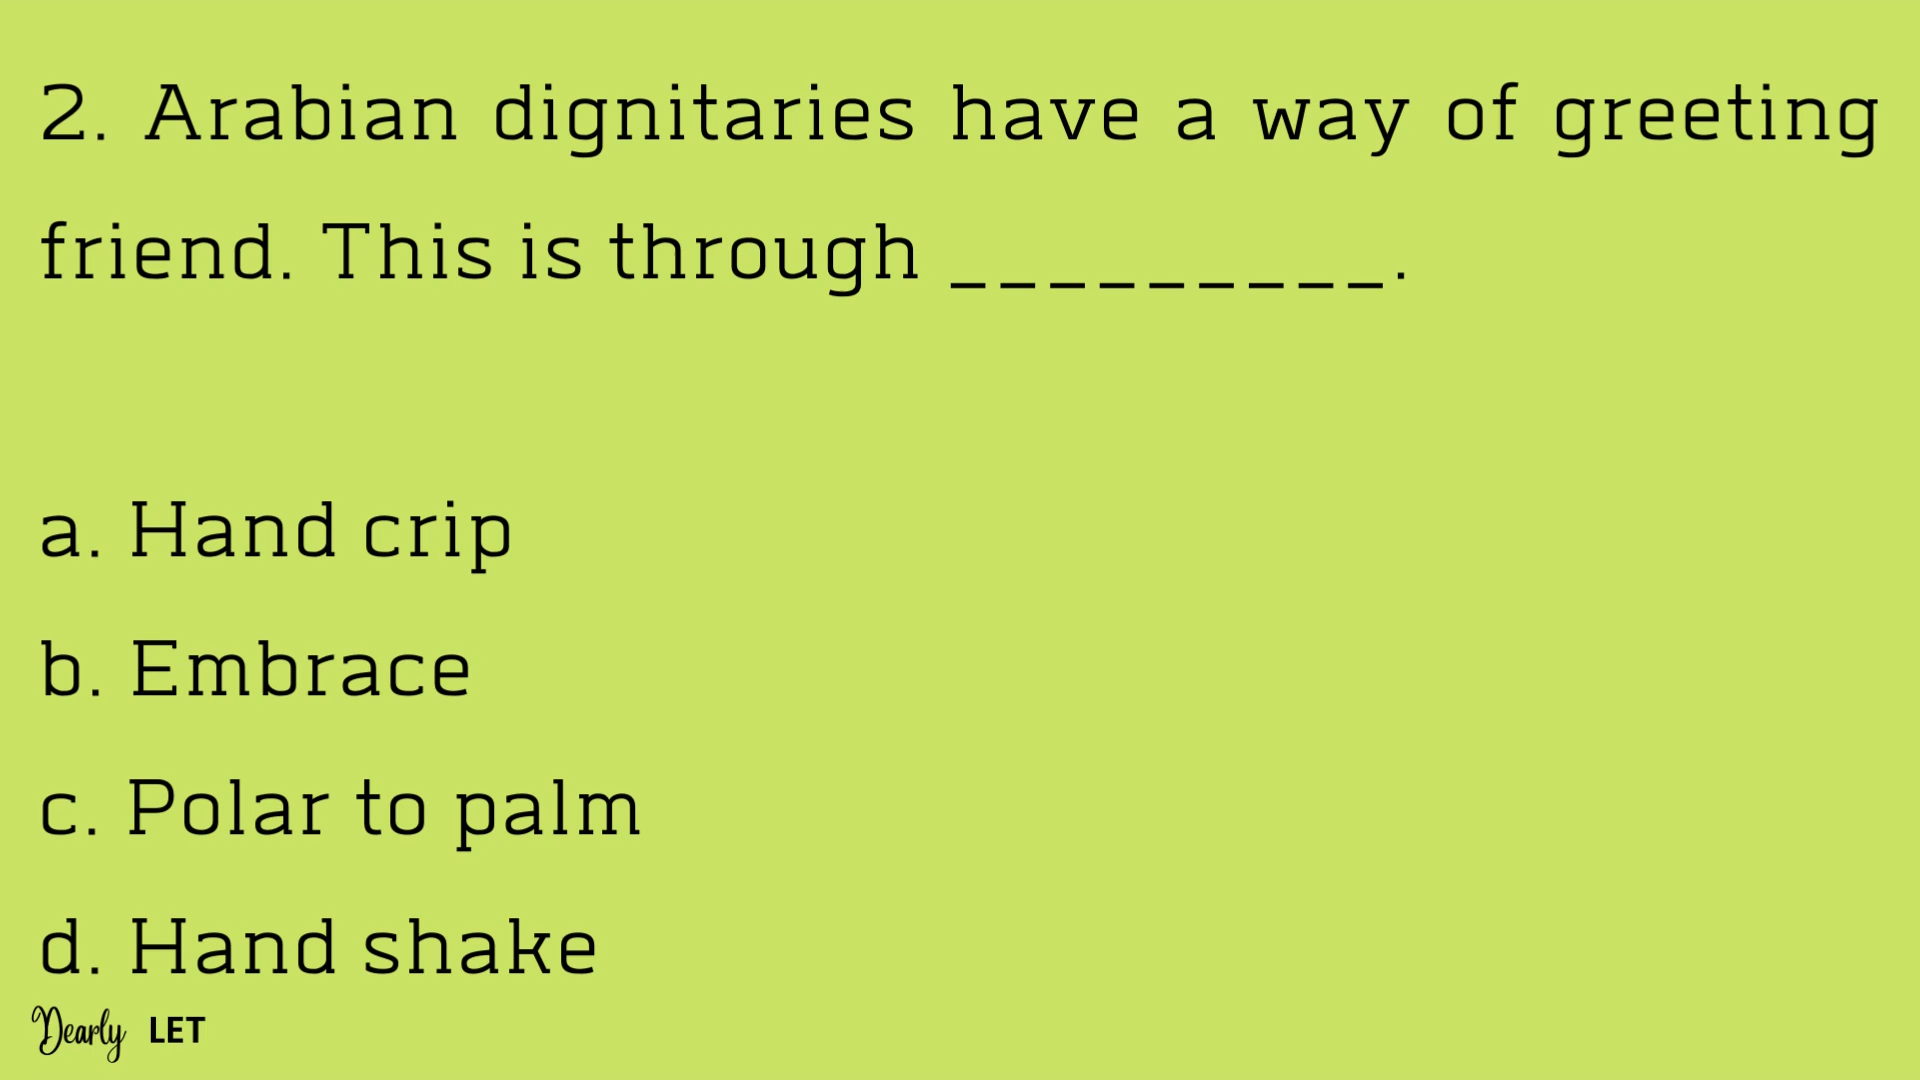 2. Arabian dignitaries have a way of greeting
friend. This is through _________.
a. Hand crip
b. Embrace
c. Polar to palm
d. Hand shake
Dearly LET